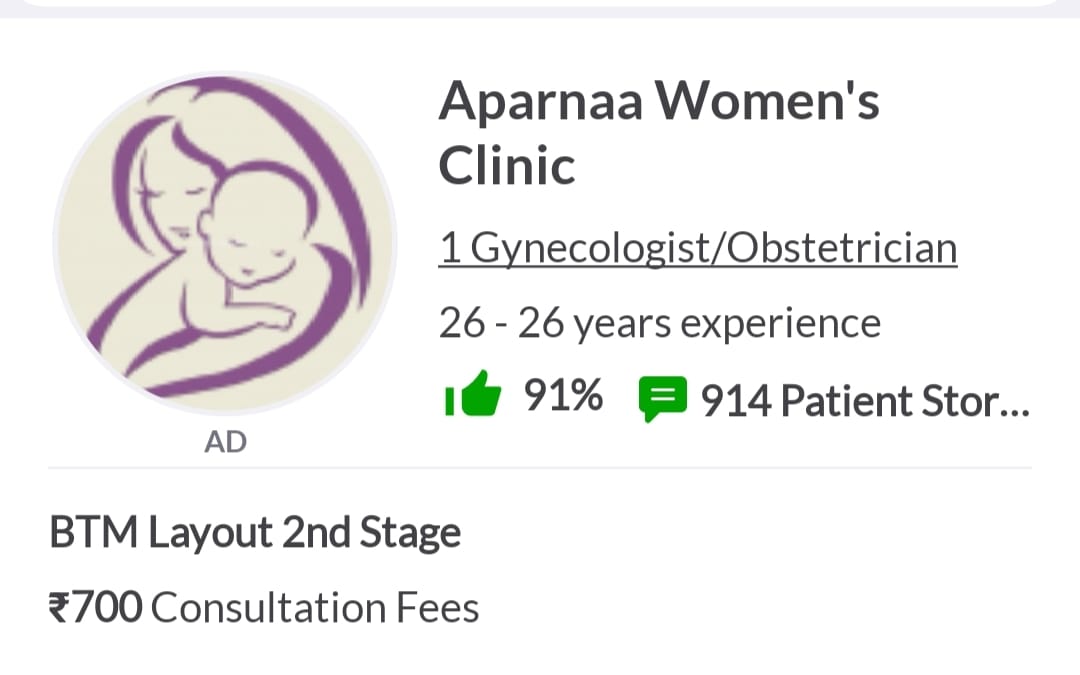 Aparnaa Women's
Clinic
1 Gynecologist/Obstetrician
26 - 26 years experience
91% 914 Patient Stor...
AD
BTM Layout 2nd Stage
₹700 Consultation Fees